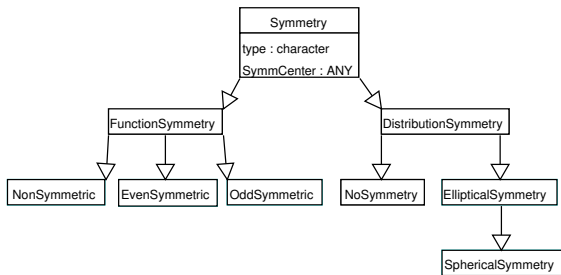 Symmetry
type : character
SymmCenter : ANY
FunctionSymmetry
DistributionSymmetry
NonSymmetric
EvenSymmetric
OddSymmetric
NoSymmetry
EllipticalSymmetry
SphericalSymmetry